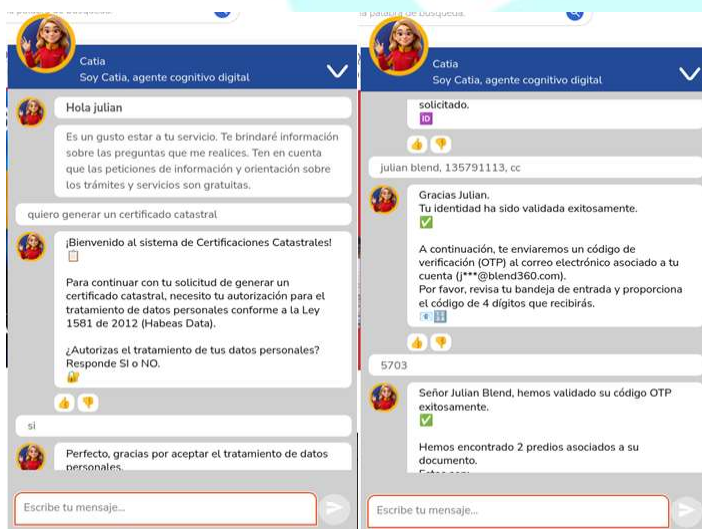 Catia
Soy Catia, agente cognitivo digital
Hola julian
Es un gusto estar a tu servicio. Te brindaré información
sobre las preguntas que me realices. Ten en cuenta
que las peticiones de información y orientación sobre
los trámites y servicios son gratuitas.
quiero generar un certificado catastral
¡Bienvenido al sistema de Certificaciones Catastrales!
Para continuar con tu solicitud de generar un
certificado catastral, necesito tu autorización para el
tratamiento de datos personales conforme a la Ley
1581 de 2012 (Habeas Data).
¿Autorizas el tratamiento de tus datos personales?
Responde SI o NO.
si
Perfecto, gracias por aceptar el tratamiento de datos
personales.
Escribe tu mensaje...
la palabra de búsqueda.
Catia
Soy Catia, agente cognitivo digital
solicitado.
ID
julian blend, 135791113, cc
Gracias Julian.
Tu identidad ha sido validada exitosamente.
A continuación, te enviaremos un código de
verificación (OTP) al correo electrónico asociado a tu
cuenta (j***@blend360.com).
Por favor, revisa tu bandeja de entrada y proporciona
el código de 4 dígitos que recibirás.
5703
Señor Julian Blend, hemos validado su código OTP
exitosamente.
Hemos encontrado 2 predios asociados a su
documento.
Escribe tu mensaje...